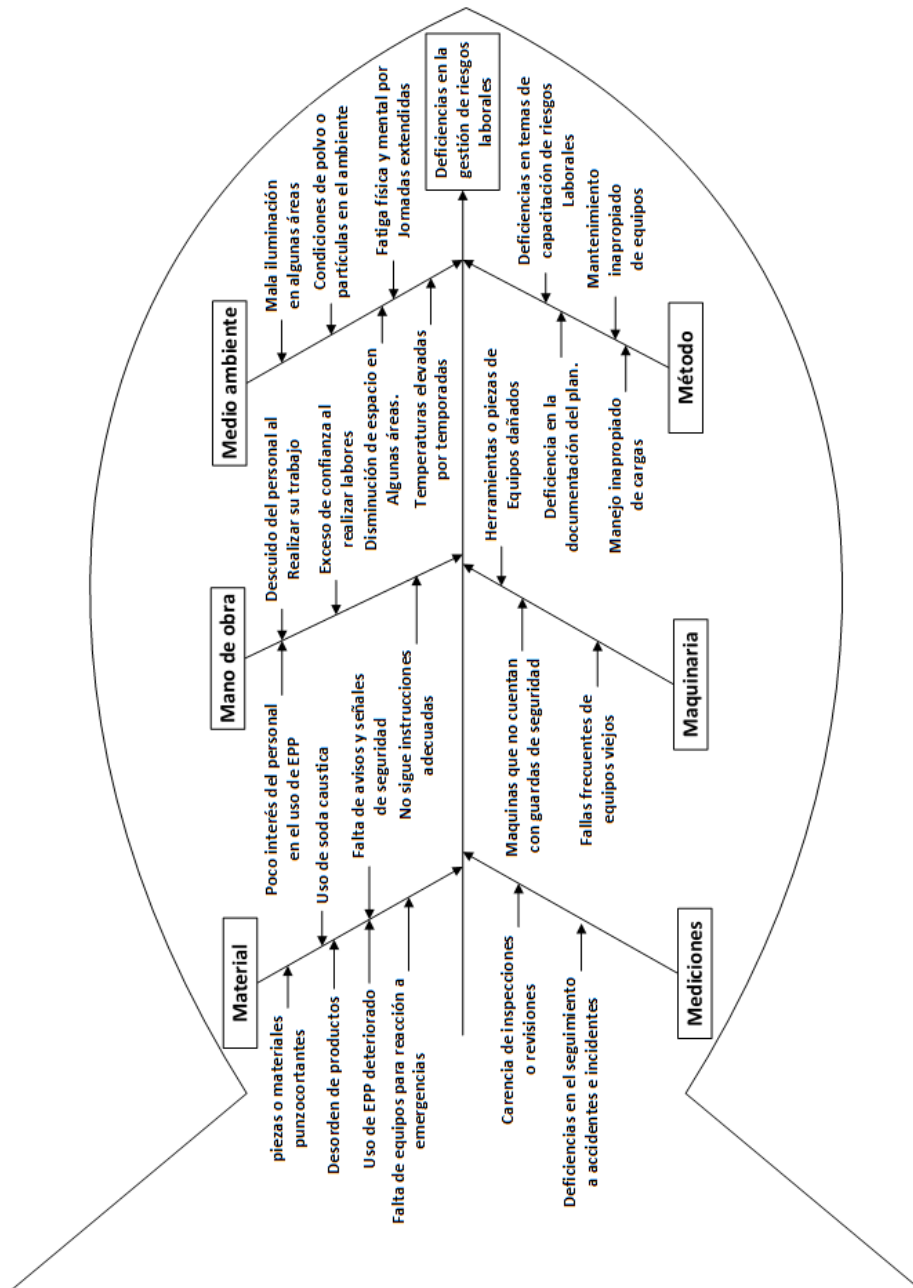 Material
piezas o materiales
punzocortantes
Desorden de productos
Uso de EPP deteriorado
Falta de equipos para reacción a
emergencias
Uso de soda caustica
Falta de avisos y señales
de seguridad
Mano de obra
Poco interés del personal
en el uso de EPP
No sigue instrucciones
adecuadas
Descuido del personal al
Realizar su trabajo
Exceso de confianza al
realizar labores
Medio ambiente
Disminución de espacio en
Algunas áreas.
Temperaturas elevadas
por temporadas
Mala iluminación
en algunas áreas
Condiciones de polvo o
partículas en el ambiente
Fatiga física y mental por
Jornadas extendidas
Deficiencias en la
gestión de riesgos
laborales
Carencia de inspecciones
o revisiones
Deficiencias en el seguimiento
a accidentes e incidentes
Mediciones
Maquinas que no cuentan
con guardas de seguridad
Fallas frecuentes de
equipos viejos
Herramientas o piezas de
Equipos dañados
Maquinaria
Deficiencia en la
documentación del plan.
Manejo inapropiado
de cargas
Deficiencias en temas de
capacitación de riesgos
Laborales
Mantenimiento
inapropiado
de equipos
Método